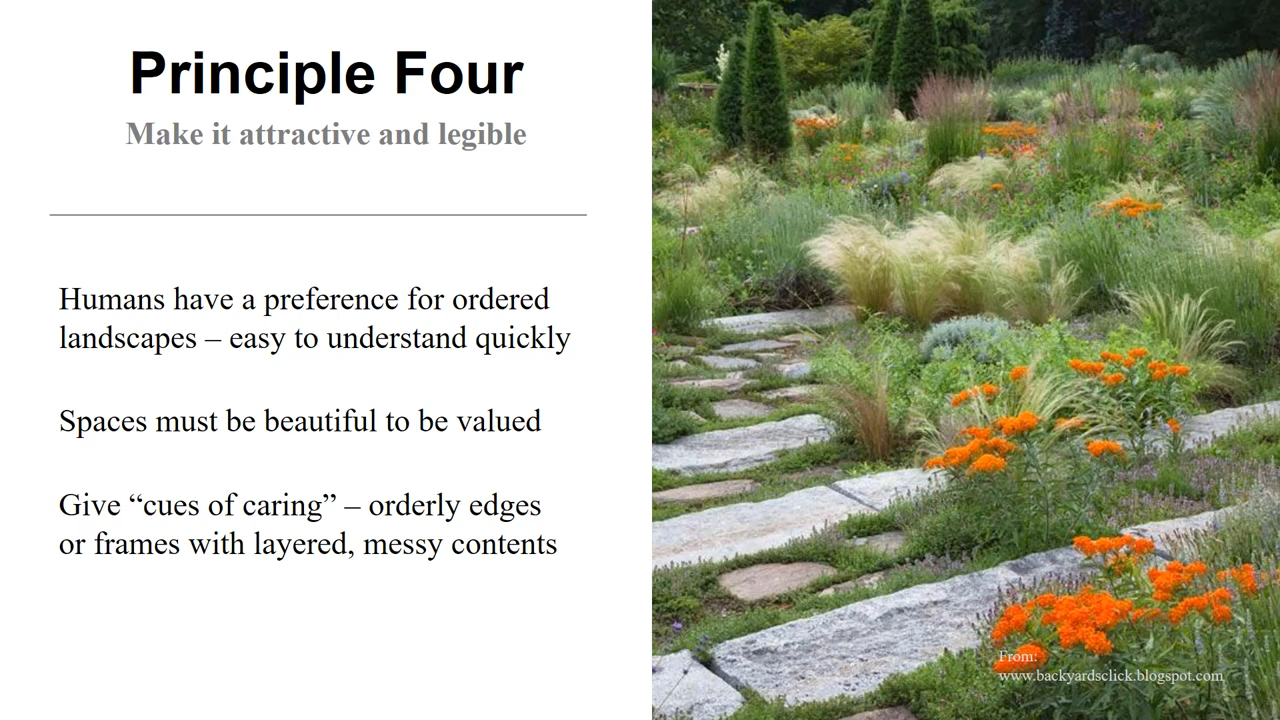 Principle Four
Make it attractive and legible
Humans have a preference for ordered
landscapes – easy to understand quickly
Spaces must be beautiful to be valued
Give “cues of caring” – orderly edges
or frames with layered, messy contents
From:
www.backyardsclick.blogspot.com